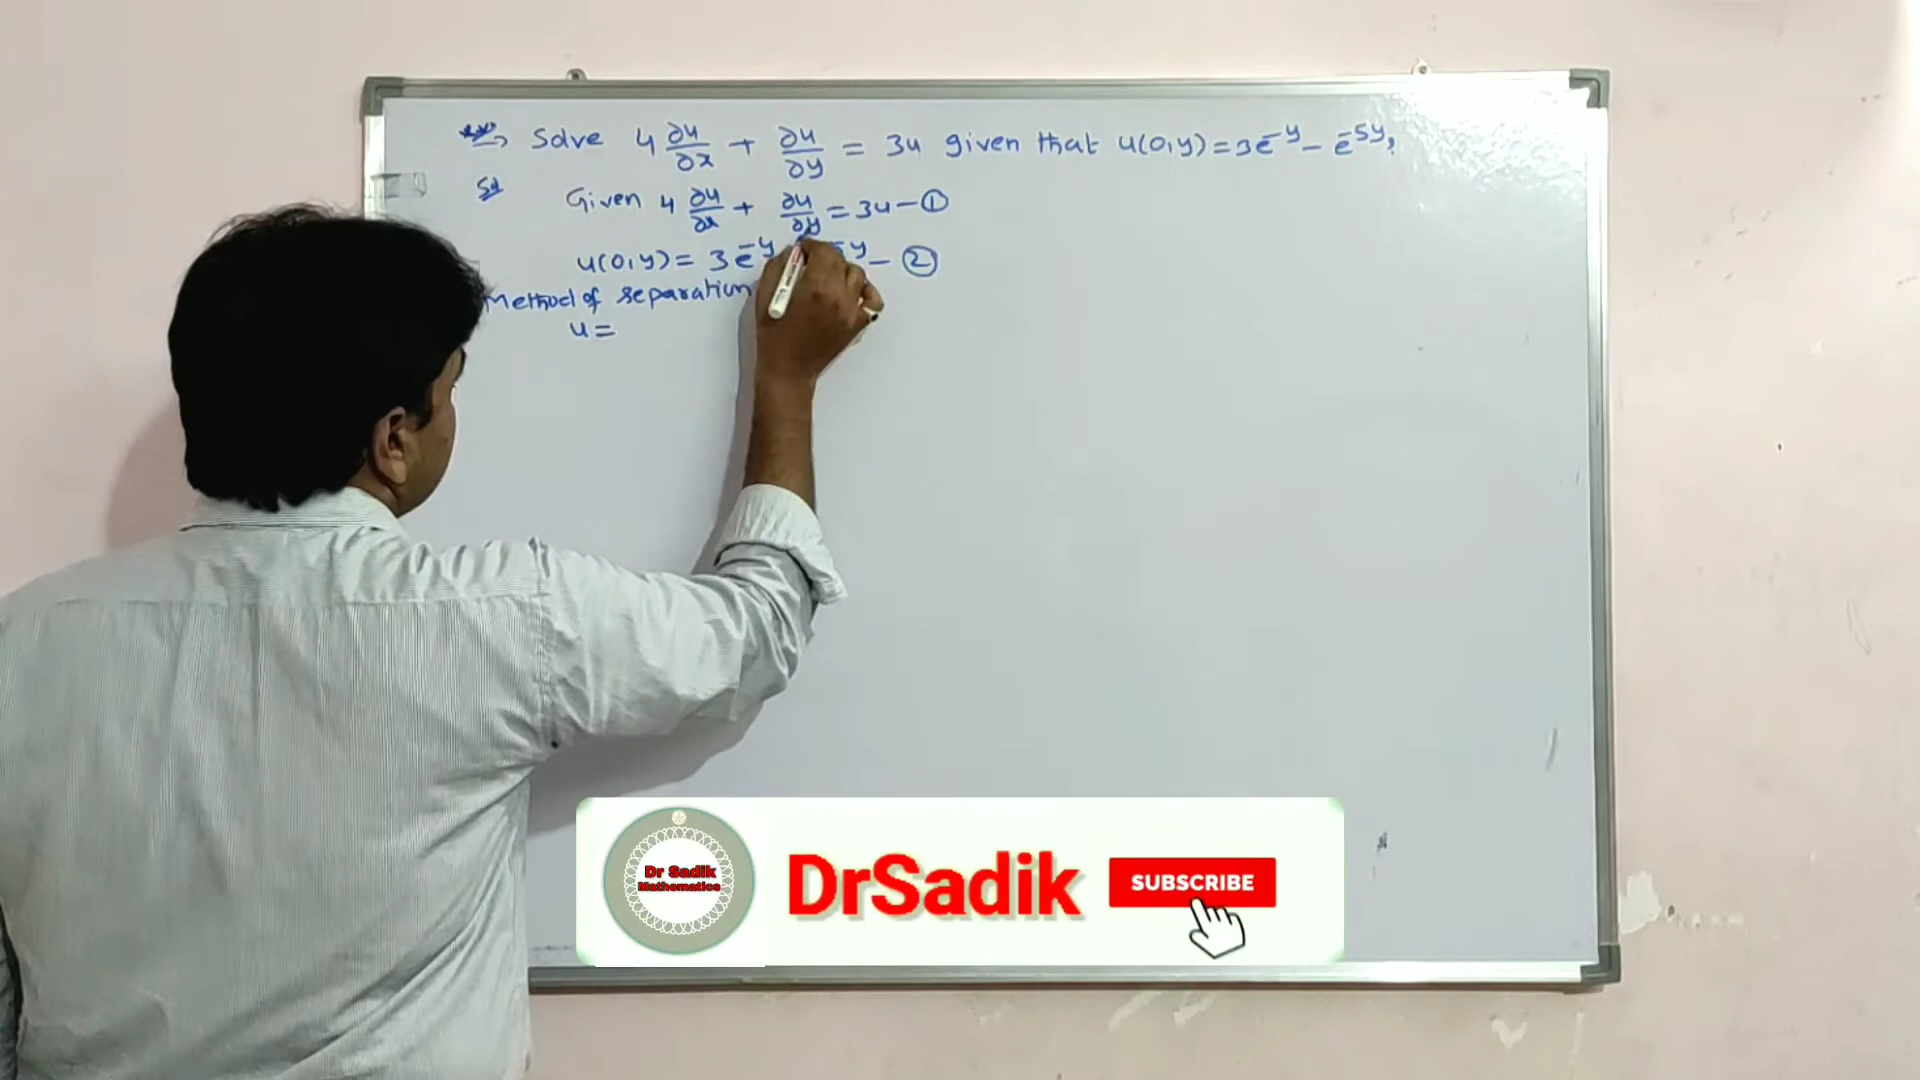 Solve 4 ∂u/∂x + ∂u/∂y = 3u given that u(0,y)=3e^-y - e^-5y,
Sol Given 4 ∂u/∂x + ∂u/∂y = 3u - ①
u(0,y) = 3e^-y - ②
Method of separation
u =
Dr Sadik
Mathematics
DrSadik
SUBSCRIBE